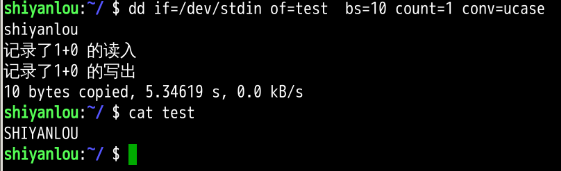 shiyanlou:~/ $ dd if=/dev/stdin of=test  bs=10 count=1 conv=ucase
shiyanlou
记录了1+0 的读入
记录了1+0 的写出
10 bytes copied, 5.34619 s, 0.0 kB/s
shiyanlou:~/ $ cat test
SHIYANLOU
shiyanlou:~/ $